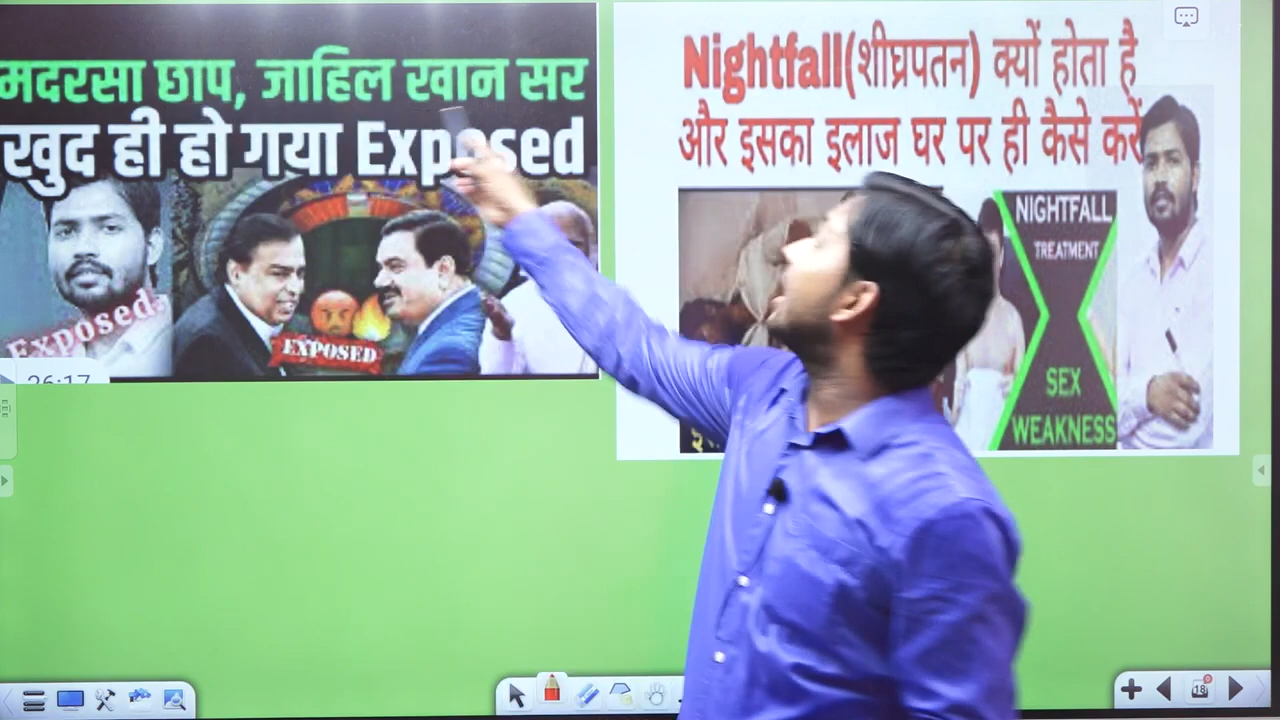 मदरसा छाप, जाहिल खान सर
खुद ही हो गया Exposed
Exposed.
EXPOSED
26:17
Nightfall(शीघ्रपतन) क्यों होता है
और इसका इलाज घर पर ही कैसे करें
NIGHTFALL
TREATMENT
SEX
WEAKNESS
18